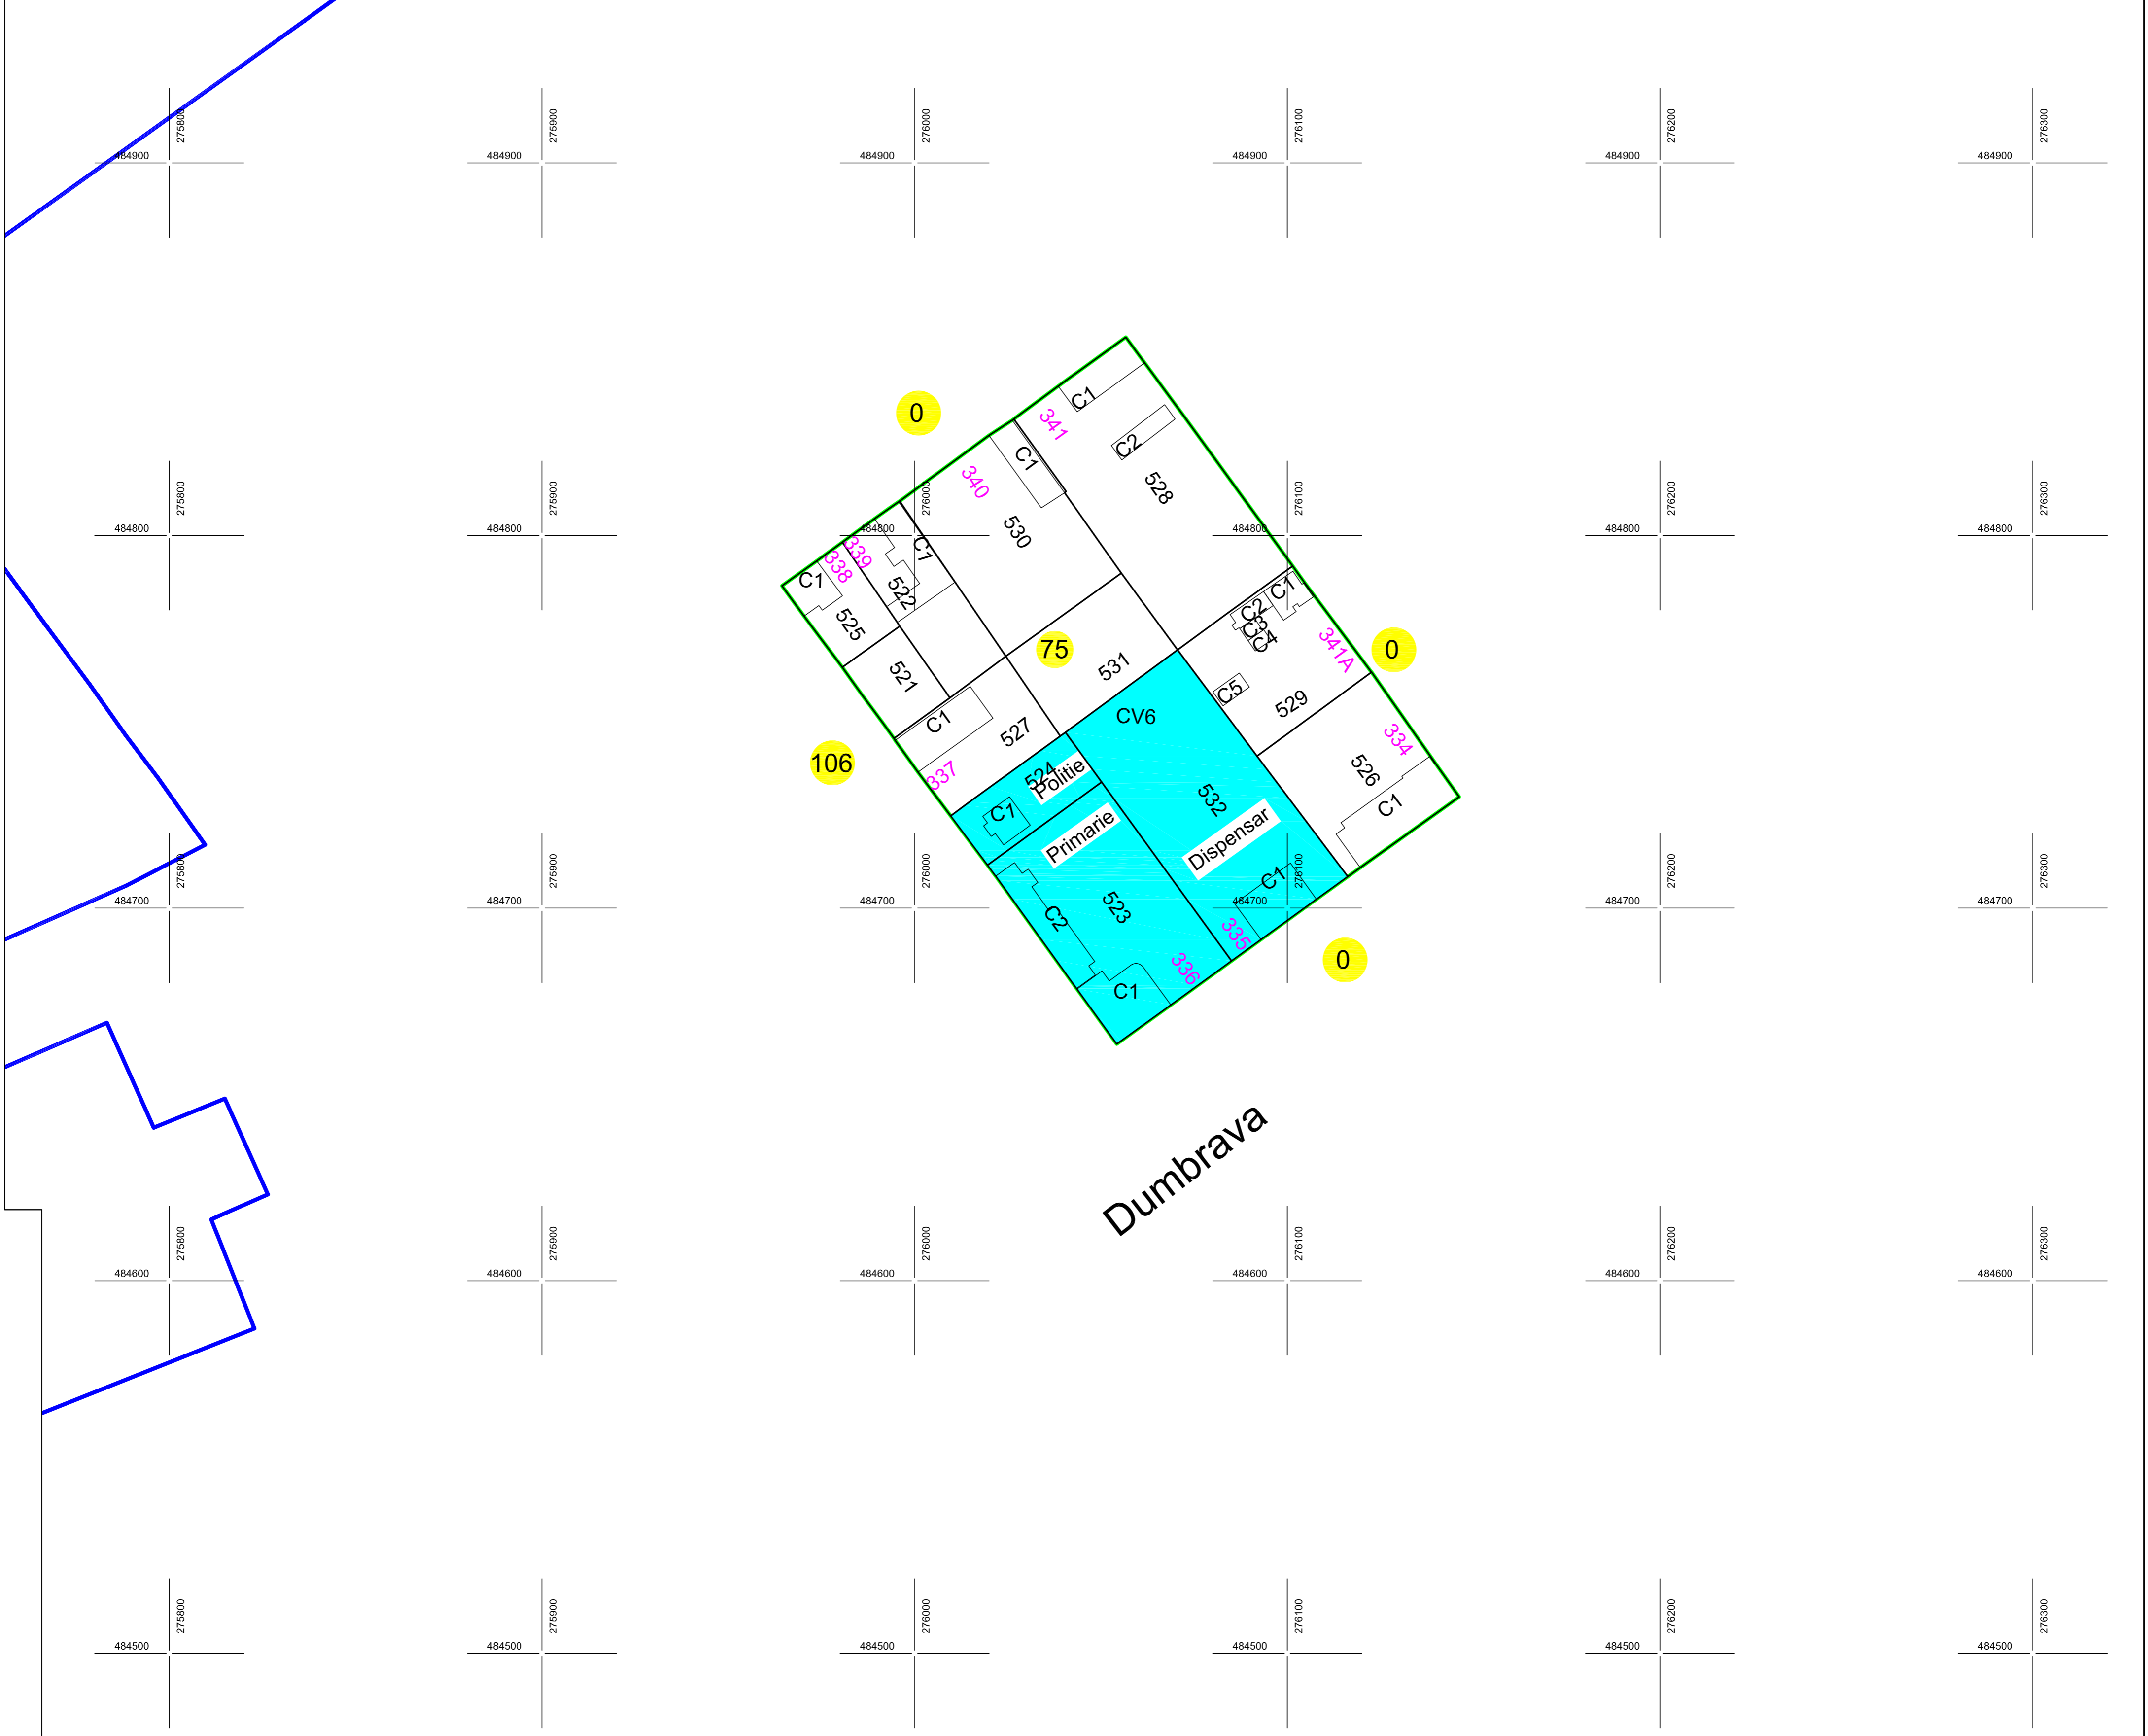 275800 275900 276000 276100 276200 276300
484900 484900 484900 484900 484900 484900
0
341
C1
C2
528
C1
340
530
275800 275900 276000 276100 276200 276300
484800 484800 484800 484800 484800 484800
339
338
C1
C1
522
525
521
C1
C2
C3
C4
341A
0
75
531
C5
529
CV6
C1
527
337
106
334
526
C1
524
Politie
C1
532
Primarie
Dispensar
275800 275900 276000 276100 276200 276300
484700 484700 484700 484700 484700 484700
C1
523
C2
335
336
0
C1
Dumbrava
275800 275900 276000 276100 276200 276300
484600 484600 484600 484600 484600 484600
275800 275900 276000 276100 276200 276300
484500 484500 484500 484500 484500 484500